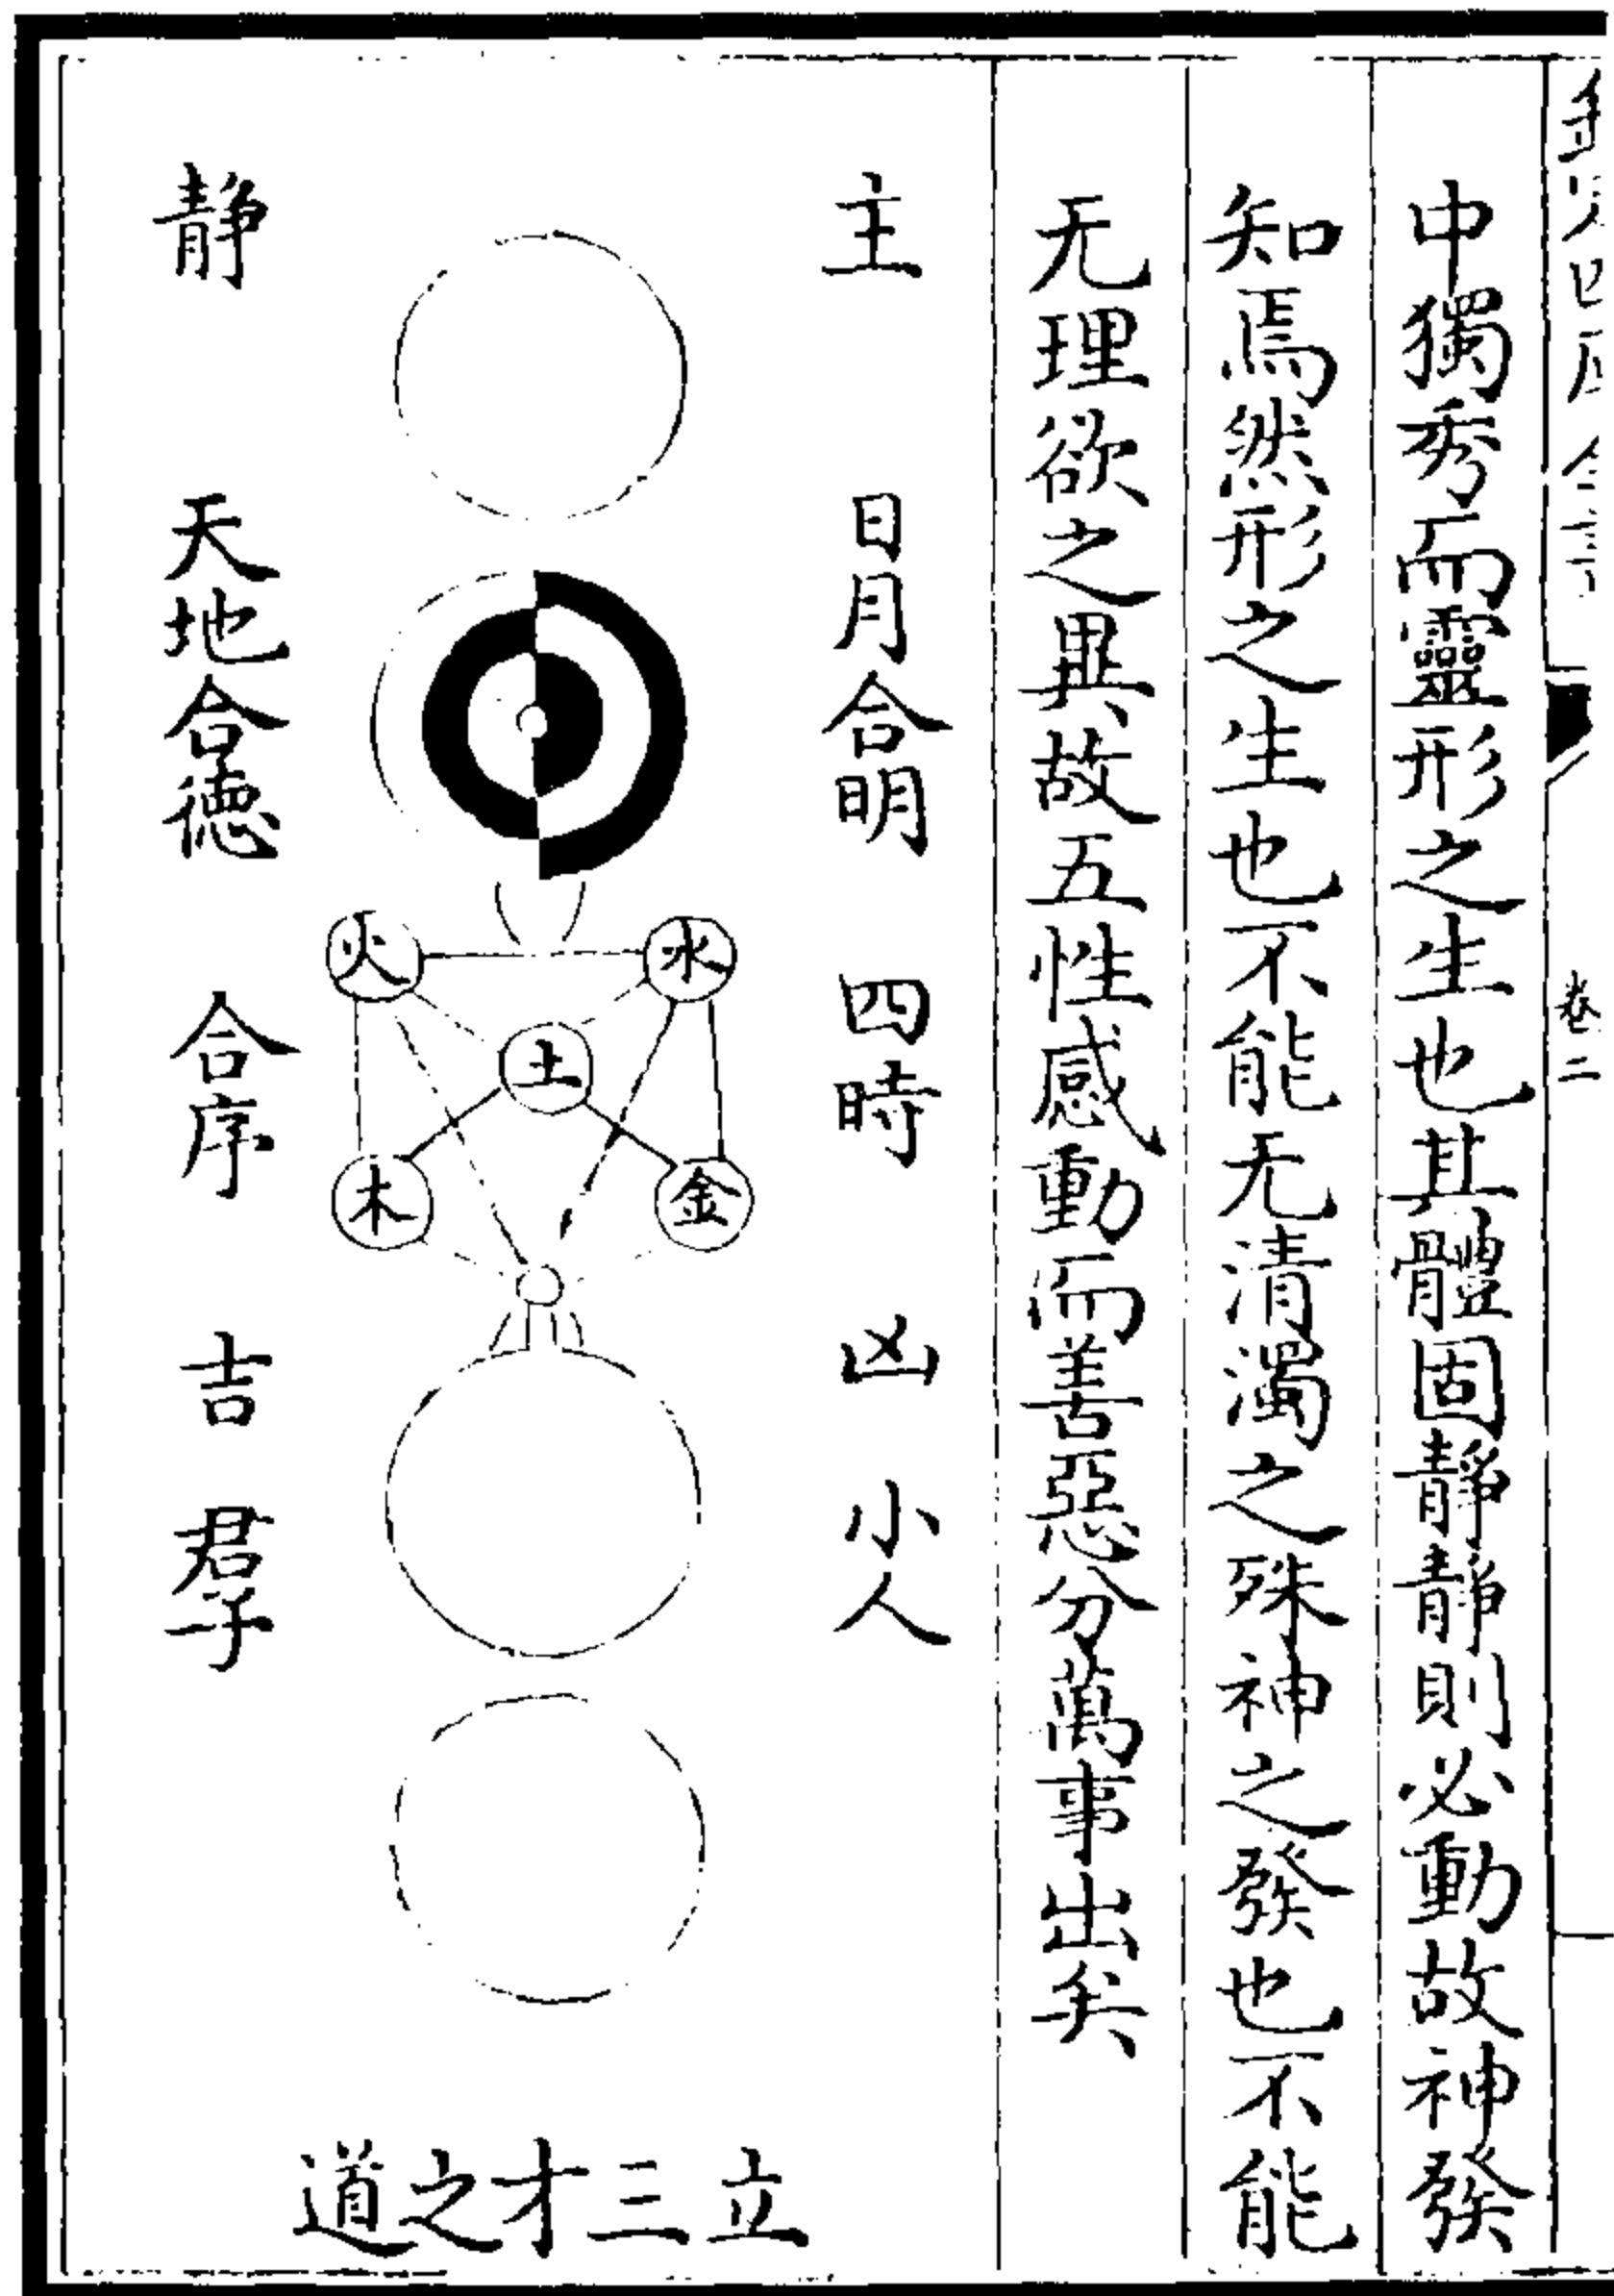 卷二
中獨秀而靈形之生也其體固靜靜則必動故神發
知焉然形之生也不能无清濁之殊神之發也不能
无理欲之異故五性感動而善惡分萬事出矣
主
静
日月合明
天地合德
四時
合序
凶
吉
小人
君子
火
水
土
木
金
立三才之道